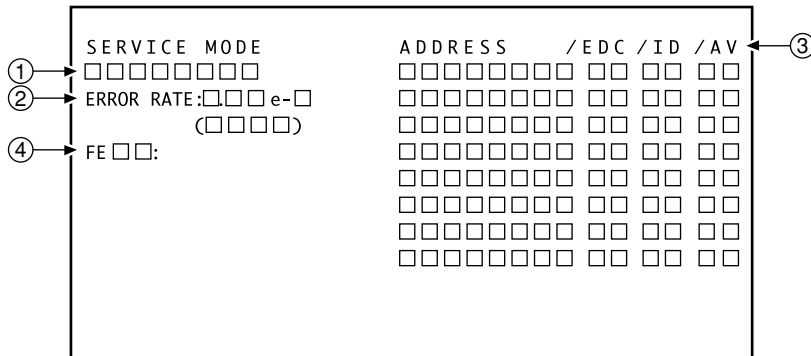 SERVICE MODE ADDRESS /EDC /ID /AV ③
① □□□□□□□□ □□□□□□□□ □□ □□ □□
② ERROR RATE:□.□□e-□ □□□□□□□□ □□ □□ □□
(□□□□) □□□□□□□□ □□ □□ □□
④ FE□□: □□□□□□□□ □□ □□ □□
□□□□□□□□ □□ □□ □□
□□□□□□□□ □□ □□ □□
□□□□□□□□ □□ □□ □□
□□□□□□□□ □□ □□ □□